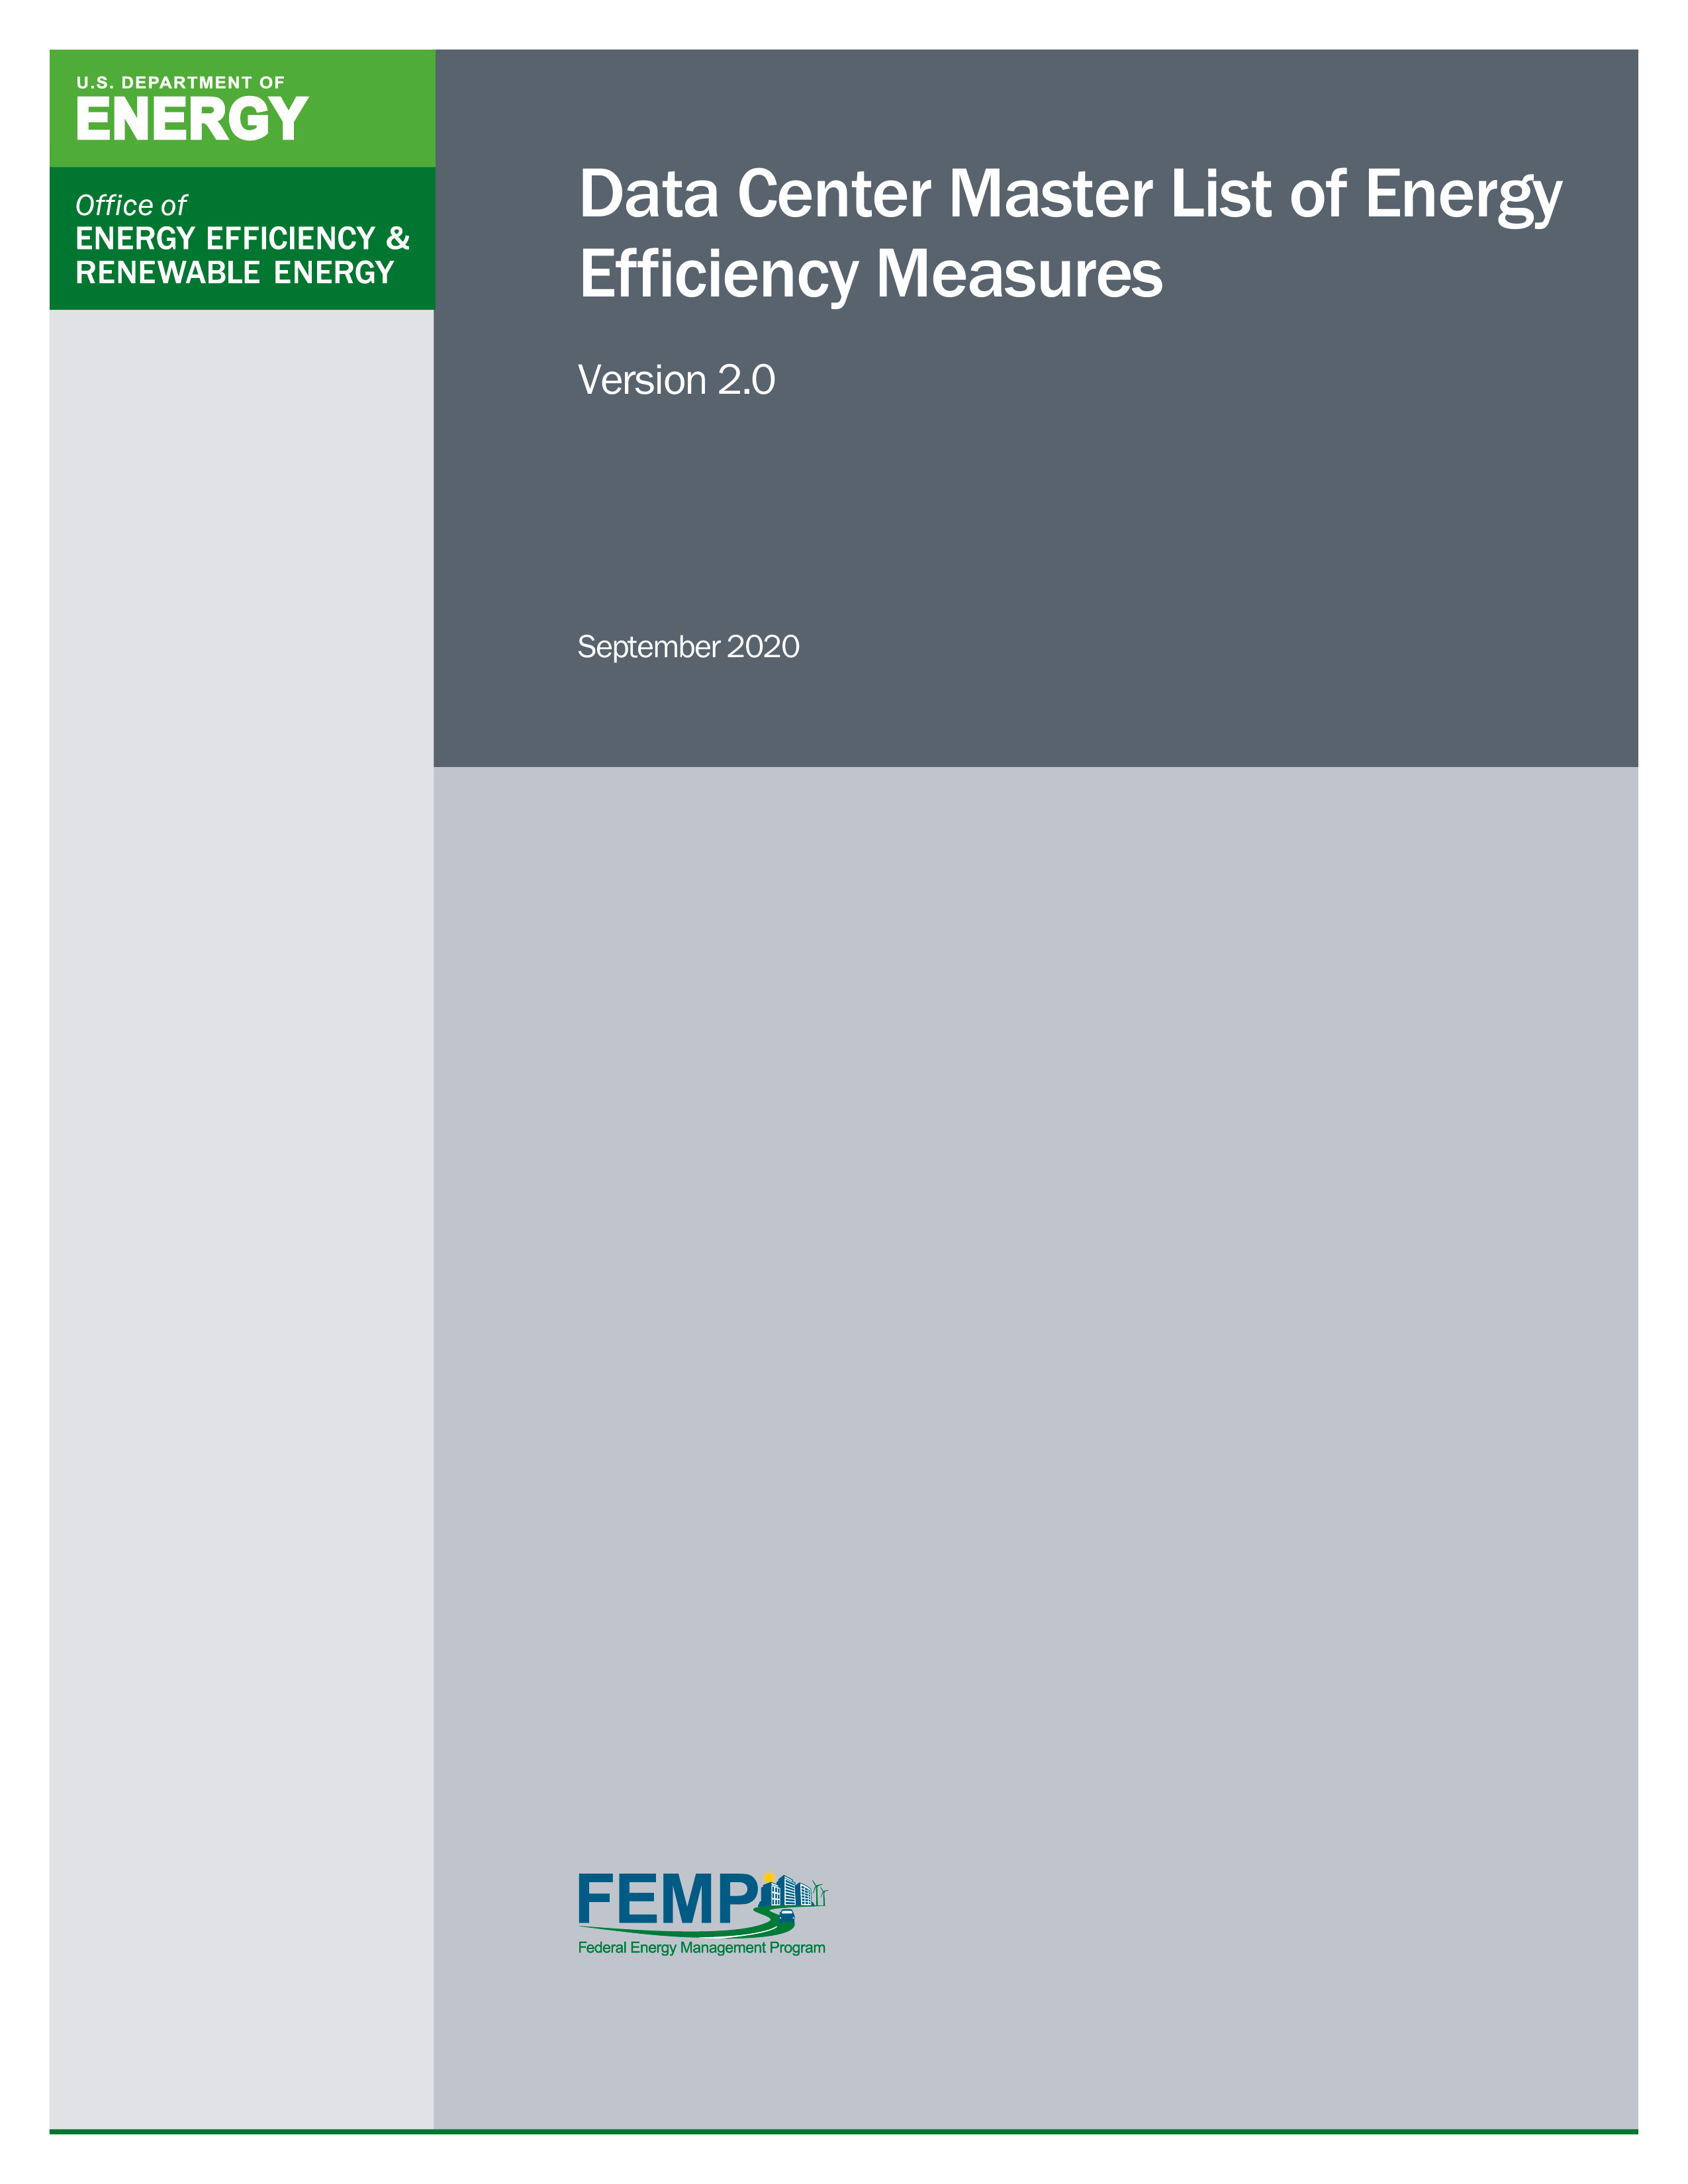 U.S. DEPARTMENT OF
ENERGY
Office of
ENERGY EFFICIENCY &
RENEWABLE ENERGY
Data Center Master List of Energy
Efficiency Measures
Version 2.0
September 2020
FEMP
Federal Energy Management Program